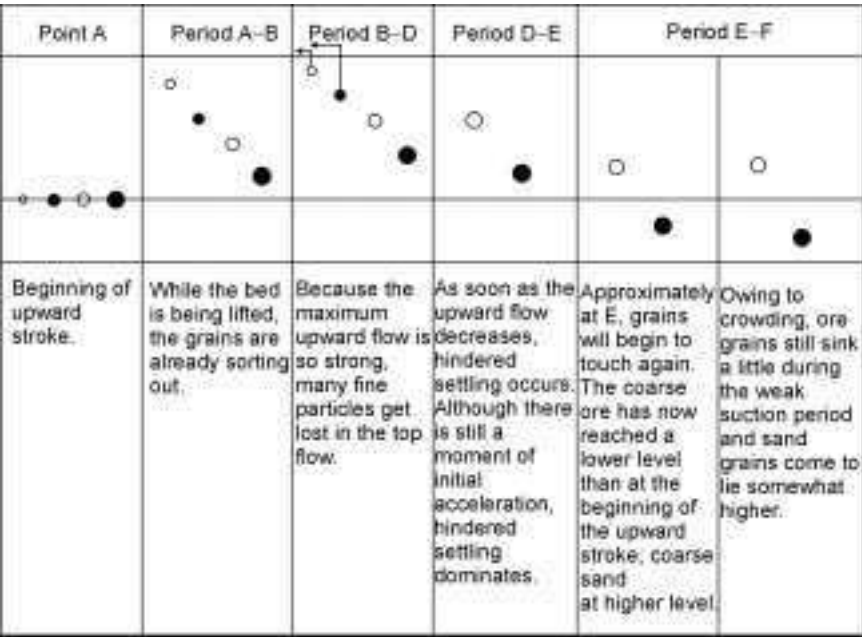 Point A
Period A–B
Period B–D
Period D–E
Period E–F
Beginning of
upward
stroke.
While the bed
is being lifted,
the grains are
already sorting
out.
Because the
maximum
upward flow is
so strong,
many fine
particles get
lost in the top
flow.
As soon as the
upward flow
decreases,
hindered
settling occurs.
Although there
is still a
moment of
initial
acceleration,
hindered
settling
dominates.
Approximately
at E, grains
will begin to
touch again.
The coarse
ore has now
reached a
lower level
than at the
beginning of
the upward
stroke, coarse
sand
at higher level.
Owing to
crowding, ore
grains still sink
a little during
the weak
suction period
and sand
grains come to
lie somewhat
higher.